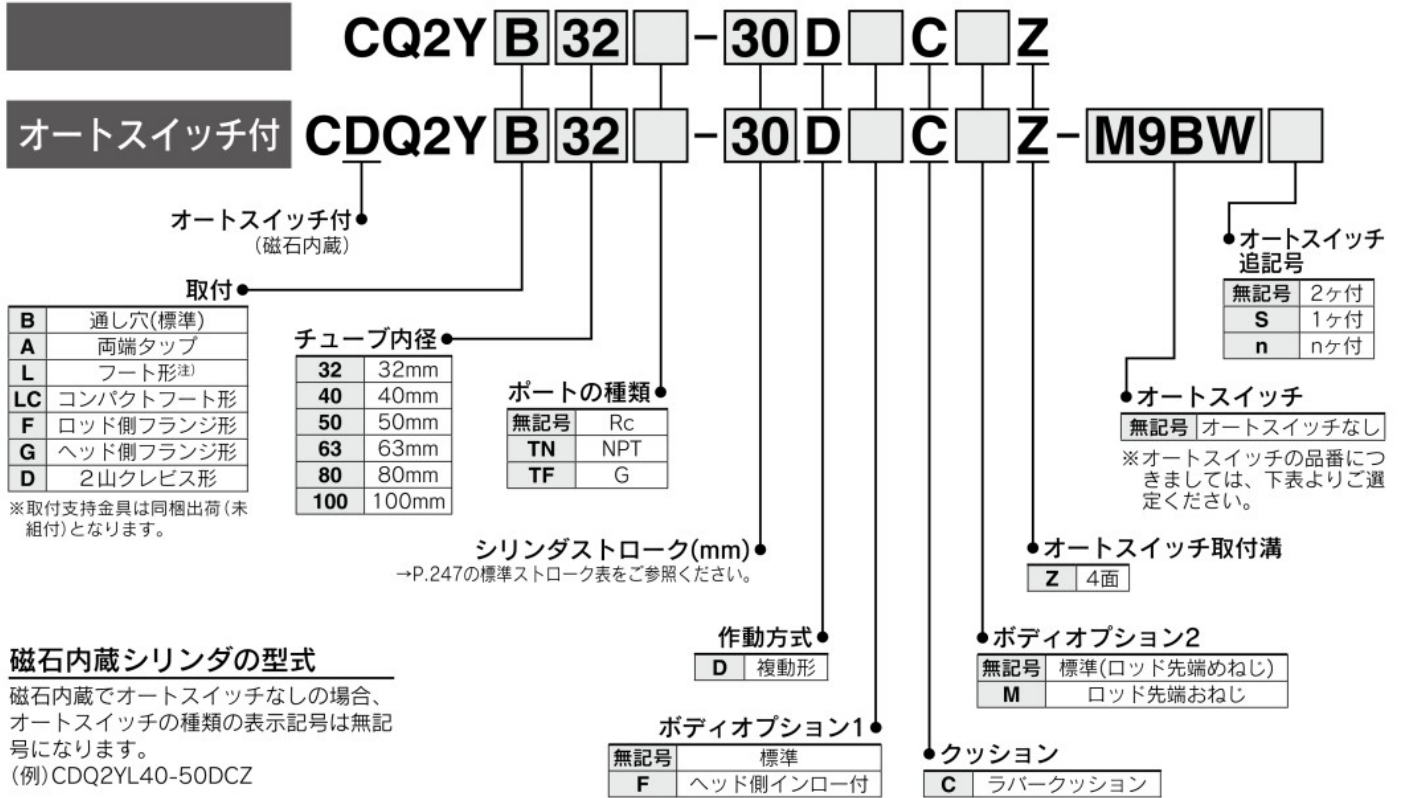 CQ2Y B 32 -30 D C Z
オートスイッチ付 CDQ2Y B 32 -30 D C Z-M9BW
オートスイッチ付
(磁石内蔵)
取付
B 通し穴(標準)
A 両端タップ
L フート形注)
LC コンパクトフート形
F ロッド側フランジ形
G ヘッド側フランジ形
D 2山クレビス形
※取付支持金具は同梱出荷(未
組付)となります。
チューブ内径
32 32mm
40 40mm
50 50mm
63 63mm
80 80mm
100 100mm
ポートの種類
無記号 Rc
TN NPT
TF G
シリンダストローク(mm)
→P.247の標準ストローク表をご参照ください。
作動方式
D 複動形
ボディオプション1
無記号 標準
F ヘッド側インロー付
クッション
C ラバークッション
ボディオプション2
無記号 標準(ロッド先端めねじ)
M ロッド先端おねじ
オートスイッチ取付溝
Z 4面
オートスイッチ
無記号 オートスイッチなし
※オートスイッチの品番につ
きましては、下表よりご選
定ください。
オートスイッチ
追記号
無記号 2ヶ付
S 1ヶ付
n nヶ付
磁石内蔵シリンダの型式
磁石内蔵でオートスイッチなしの場合、
オートスイッチの種類の表示記号は無記
号になります。
(例)CDQ2YL40-50DCZ